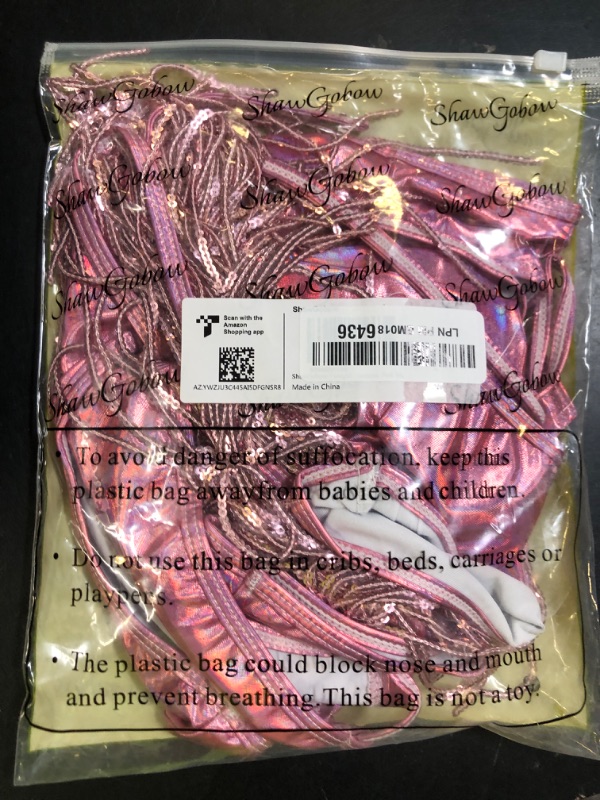 ShawGobow ShawGobow ShawGobow
ShawGobow ShawGobow ShawGobow
ShawGobow ShawGobow ShawGobow
Scan with the
Amazon
Shopping app
Made in China
6436
LPN
• To avoid danger of suffocation, keep this
plastic bag away from babies and children.
• Do not use this bag in cribs, beds, carriages or
playpens.
• The plastic bag could block nose and mouth
and prevent breathing.This bag is not a toy.